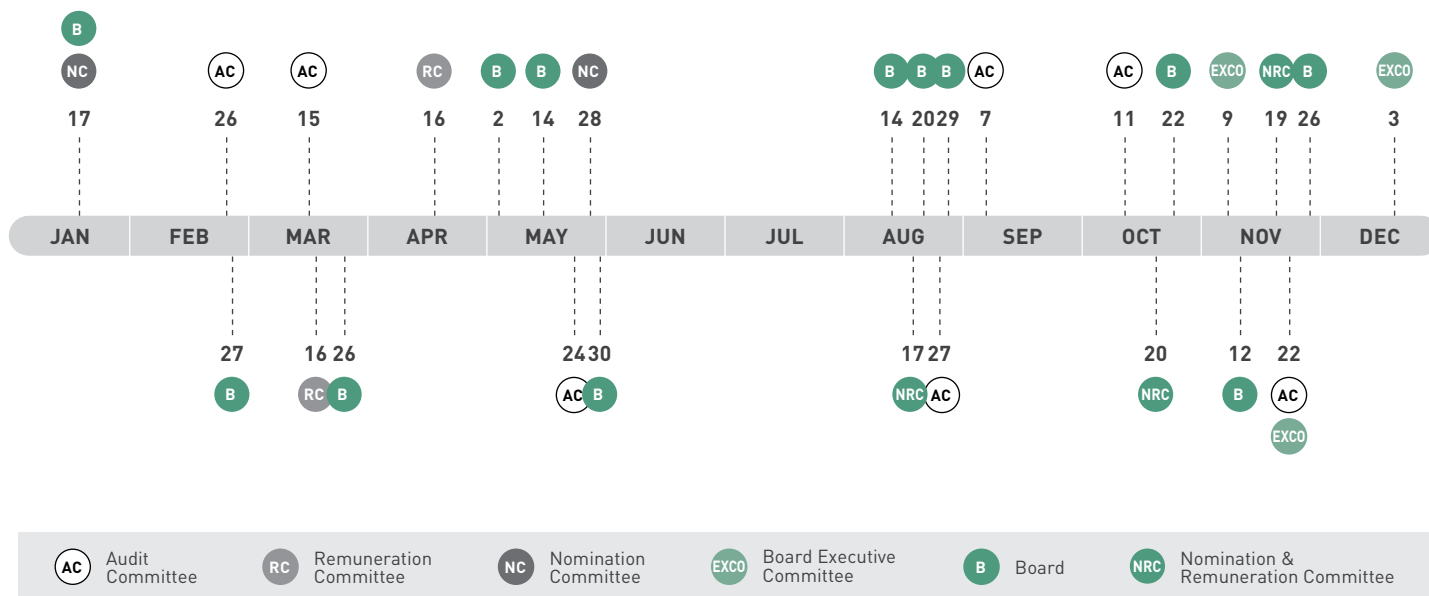 B
NC AC AC RC B B NC B B B AC AC B EXCO NRC B EXCO
17 26 15 16 2 14 28 14 20 29 7 11 22 9 19 26 3
JAN FEB MAR APR MAY JUN JUL AUG SEP OCT NOV DEC
27 16 26 24 30 17 27 20 12 22
B RC B AC B NRC AC NRC B AC
EXCO
AC Audit
Committee
RC Remuneration
Committee
NC Nomination
Committee
EXCO Board Executive
Committee
B Board
NRC Nomination &
Remuneration Committee